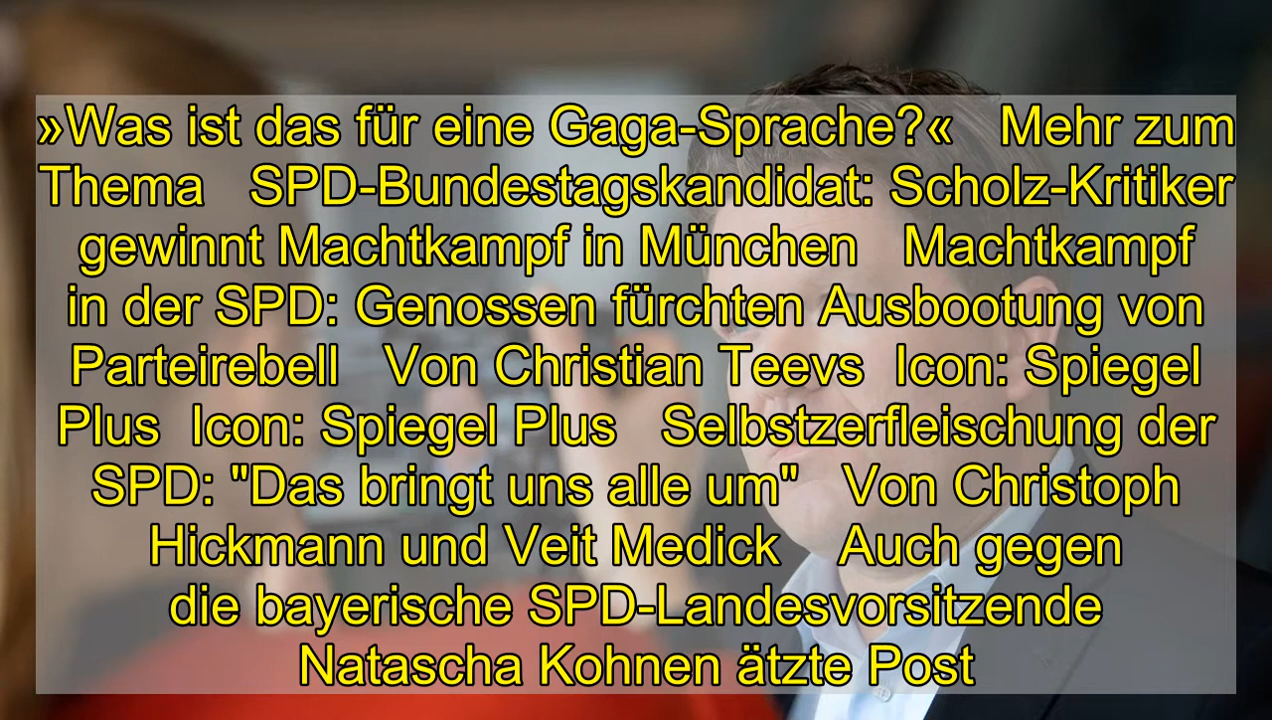 »Was ist das für eine Gaga-Sprache?« Mehr zum
Thema SPD-Bundestagskandidat: Scholz-Kritiker
gewinnt Machtkampf in München Machtkampf
in der SPD: Genossen fürchten Ausbootung von
Parteirebell Von Christian Teevs Icon: Spiegel
Plus Icon: Spiegel Plus Selbstzerfleischung der
SPD: "Das bringt uns alle um" Von Christoph
Hickmann und Veit Medick Auch gegen
die bayerische SPD-Landesvorsitzende
Natascha Kohnen ätzte Post